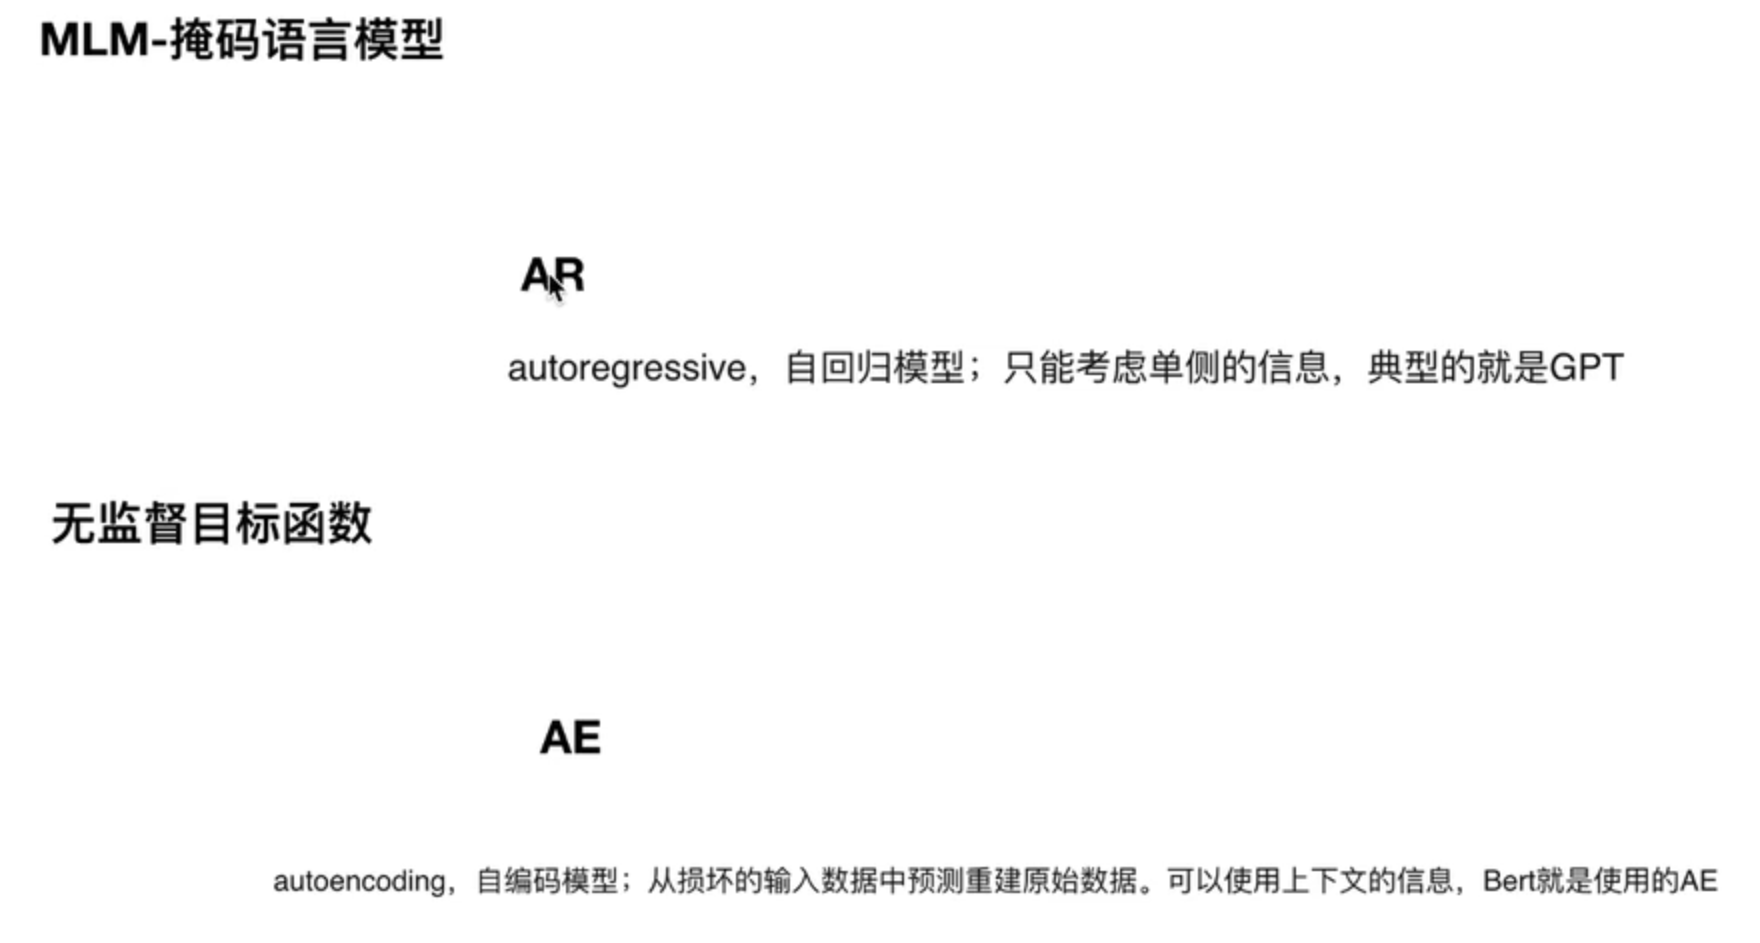 MLM-掩码语言模型
AR
autoregressive，自回归模型；只能考虑单侧的信息，典型的就是GPT
无监督目标函数
AE
autoencoding，自编码模型；从损坏的输入数据中预测重建原始数据。可以使用上下文的信息，Bert就是使用的AE